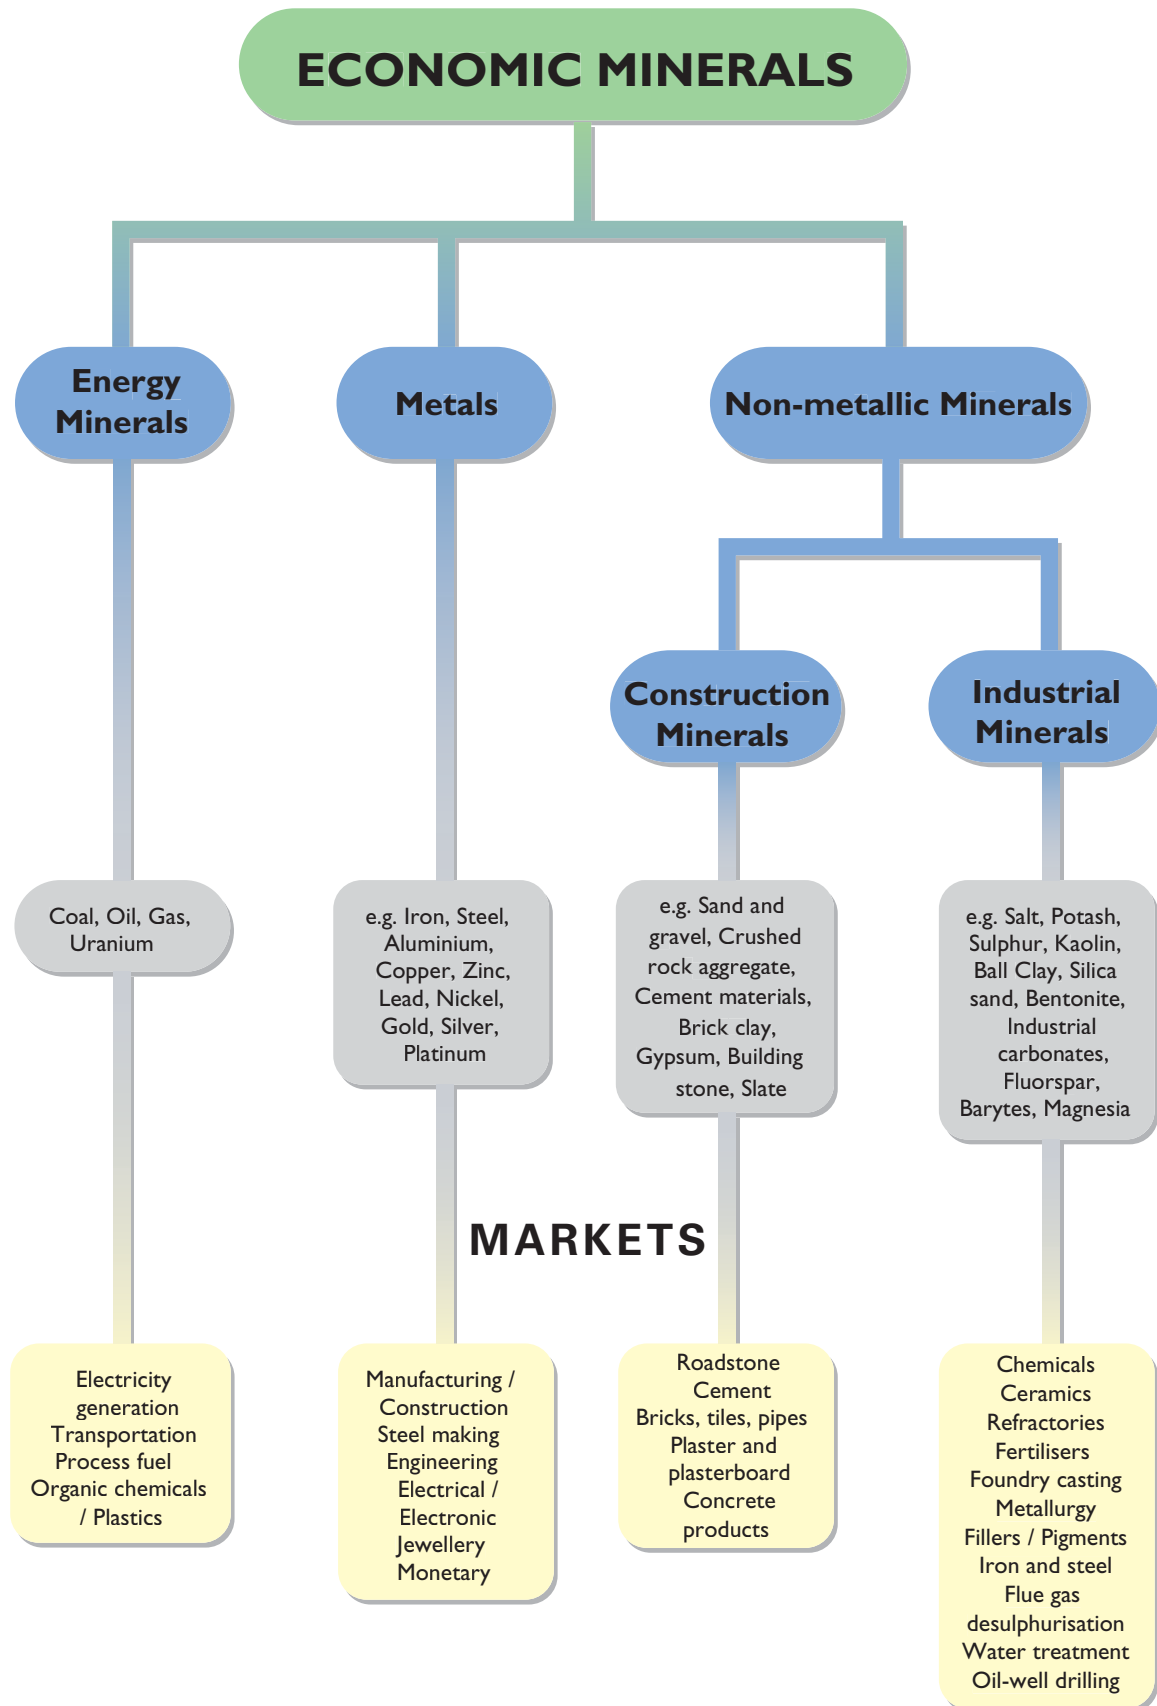 ECONOMIC MINERALS
Energy
Minerals
Metals
Non-metallic Minerals
Construction
Minerals
Industrial
Minerals
Coal, Oil, Gas,
Uranium
e.g. Iron, Steel,
Aluminium,
Copper, Zinc,
Lead, Nickel,
Gold, Silver,
Platinum
e.g. Sand and
gravel, Crushed
rock aggregate,
Cement materials,
Brick clay,
Gypsum, Building
stone, Slate
e.g. Salt, Potash,
Sulphur, Kaolin,
Ball Clay, Silica
sand, Bentonite,
Industrial
carbonates,
Fluorspar,
Barytes, Magnesia
MARKETS
Electricity
generation
Transportation
Process fuel
Organic chemicals
/ Plastics
Manufacturing /
Construction
Steel making
Engineering
Electrical /
Electronic
Jewellery
Monetary
Roadstone
Cement
Bricks, tiles, pipes
Plaster and
plasterboard
Concrete
products
Chemicals
Ceramics
Refractories
Fertilisers
Foundry casting
Metallurgy
Fillers / Pigments
Iron and steel
Flue gas
desulphurisation
Water treatment
Oil-well drilling